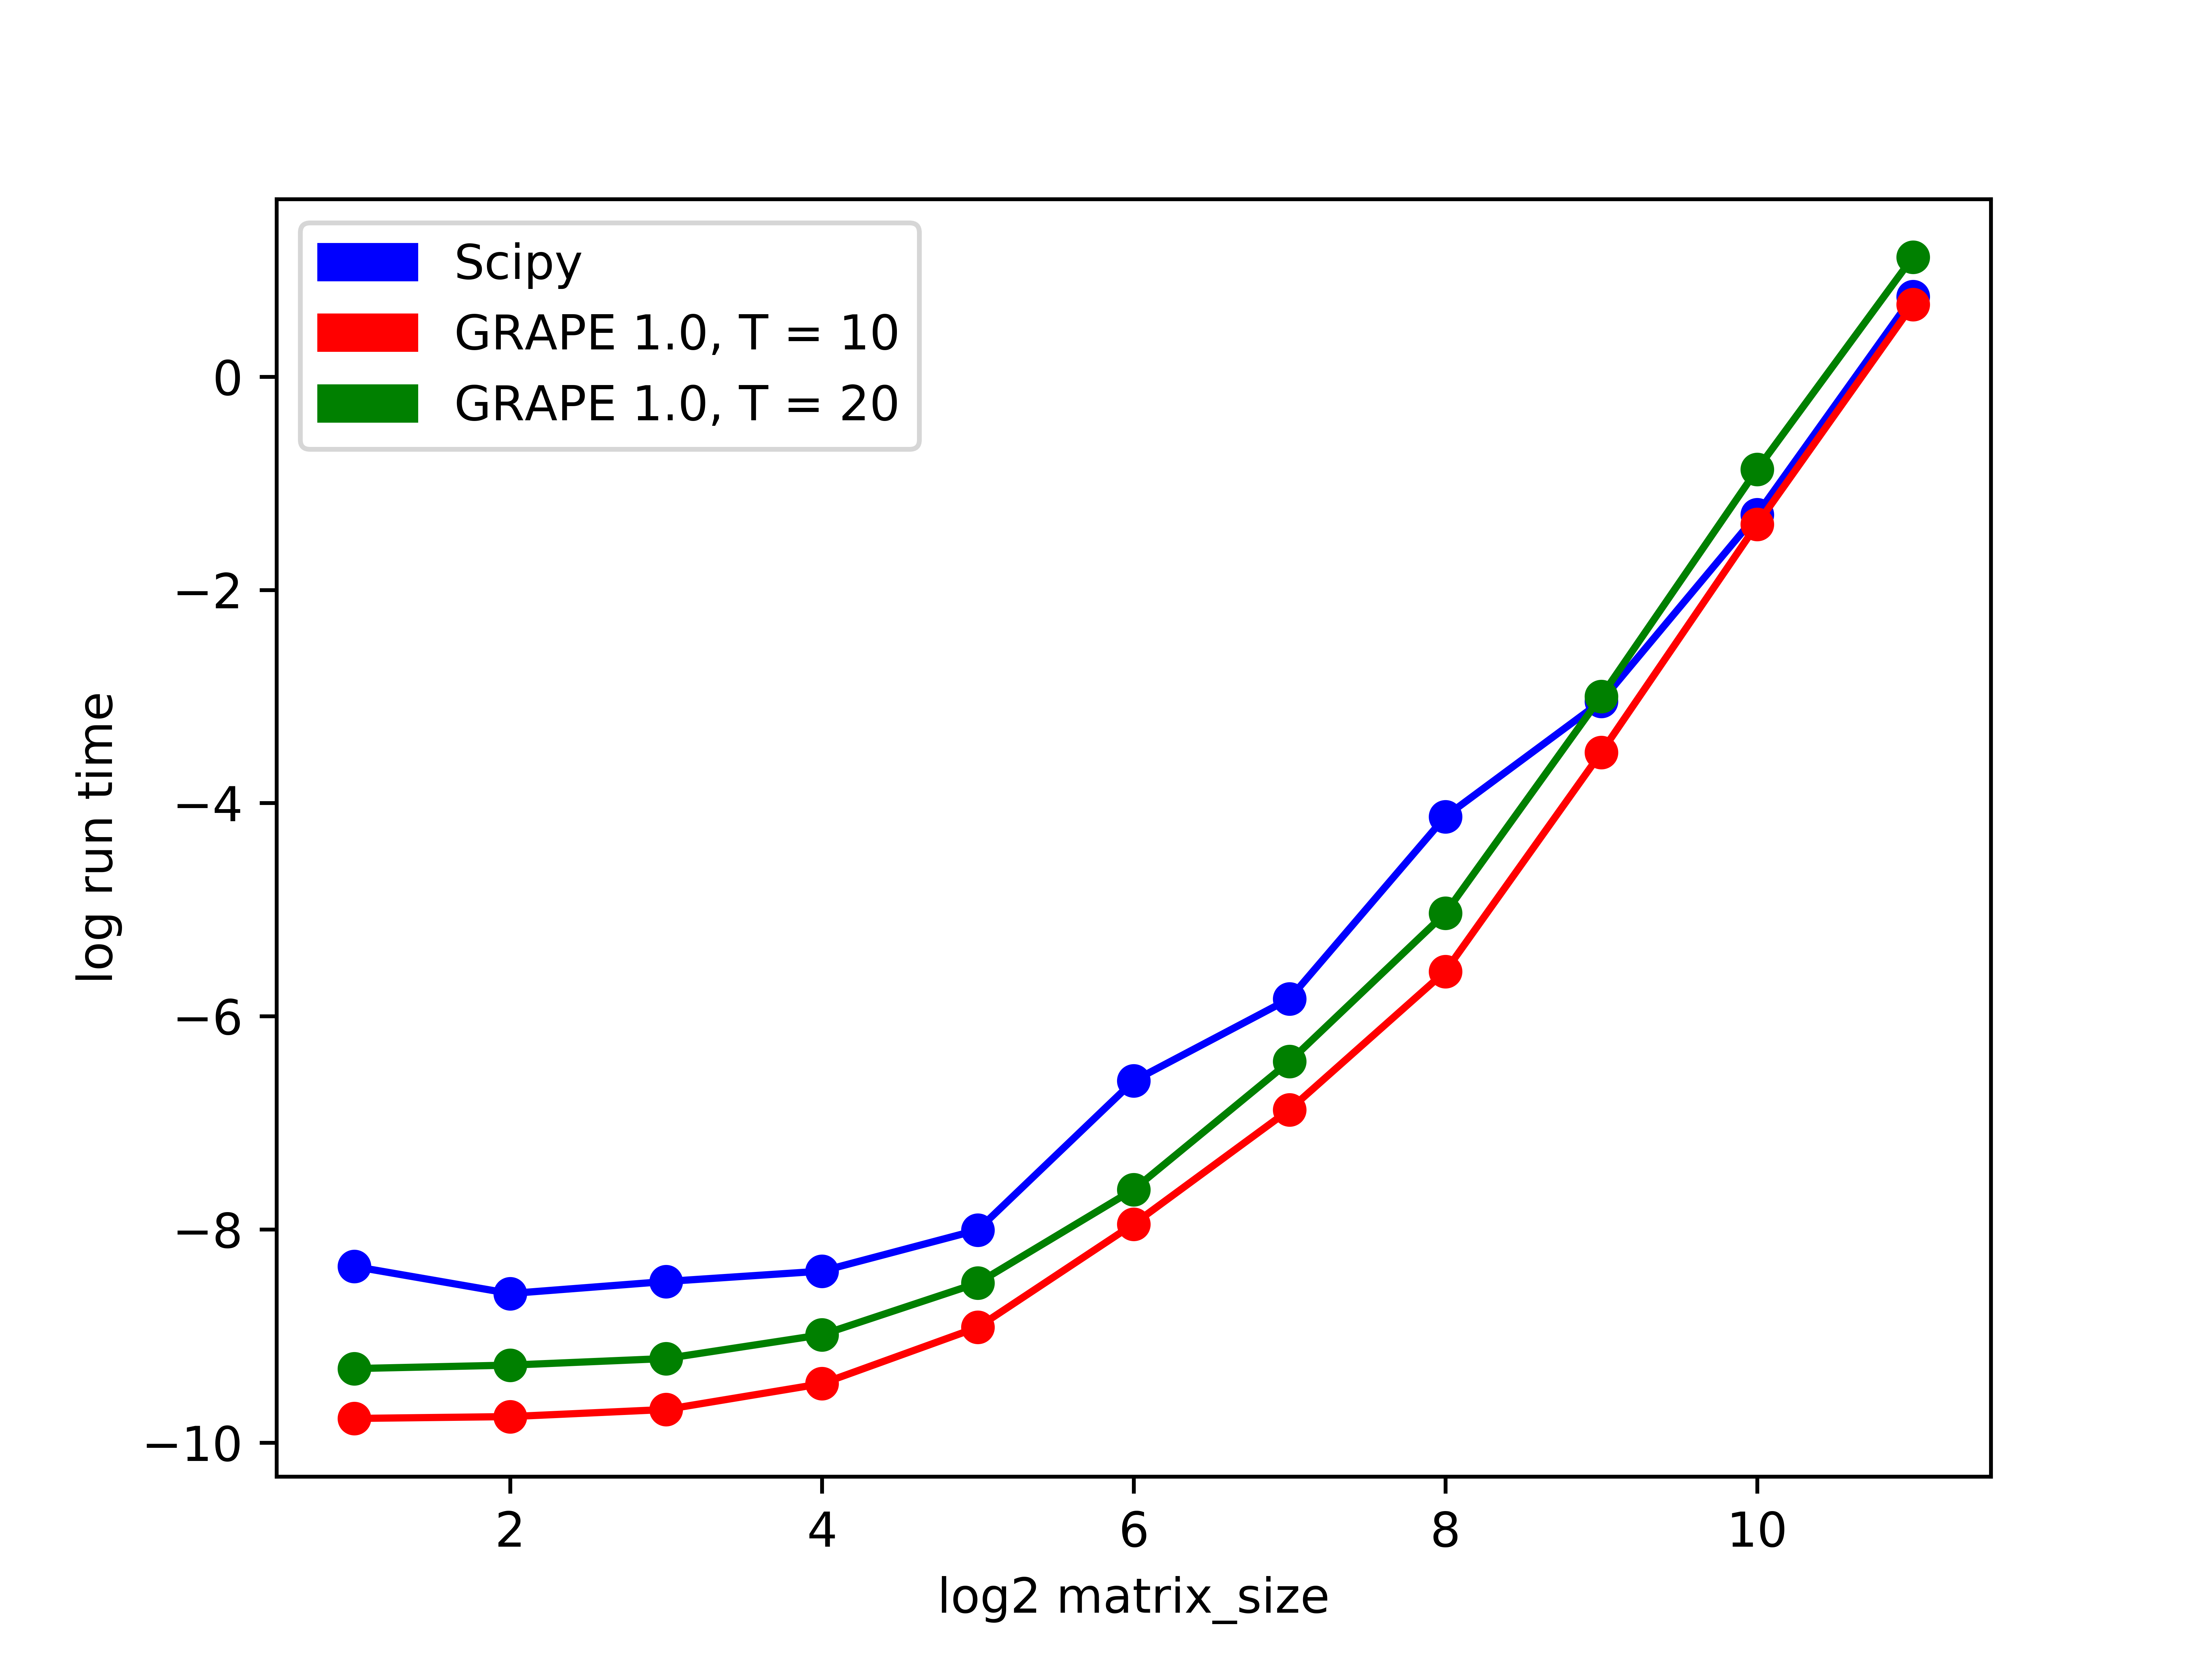 Scipy
GRAPE 1.0, T = 10
GRAPE 1.0, T = 20
0
−2
−4
−6
−8
−10
log run time
2 4 6 8 10
log2 matrix_size